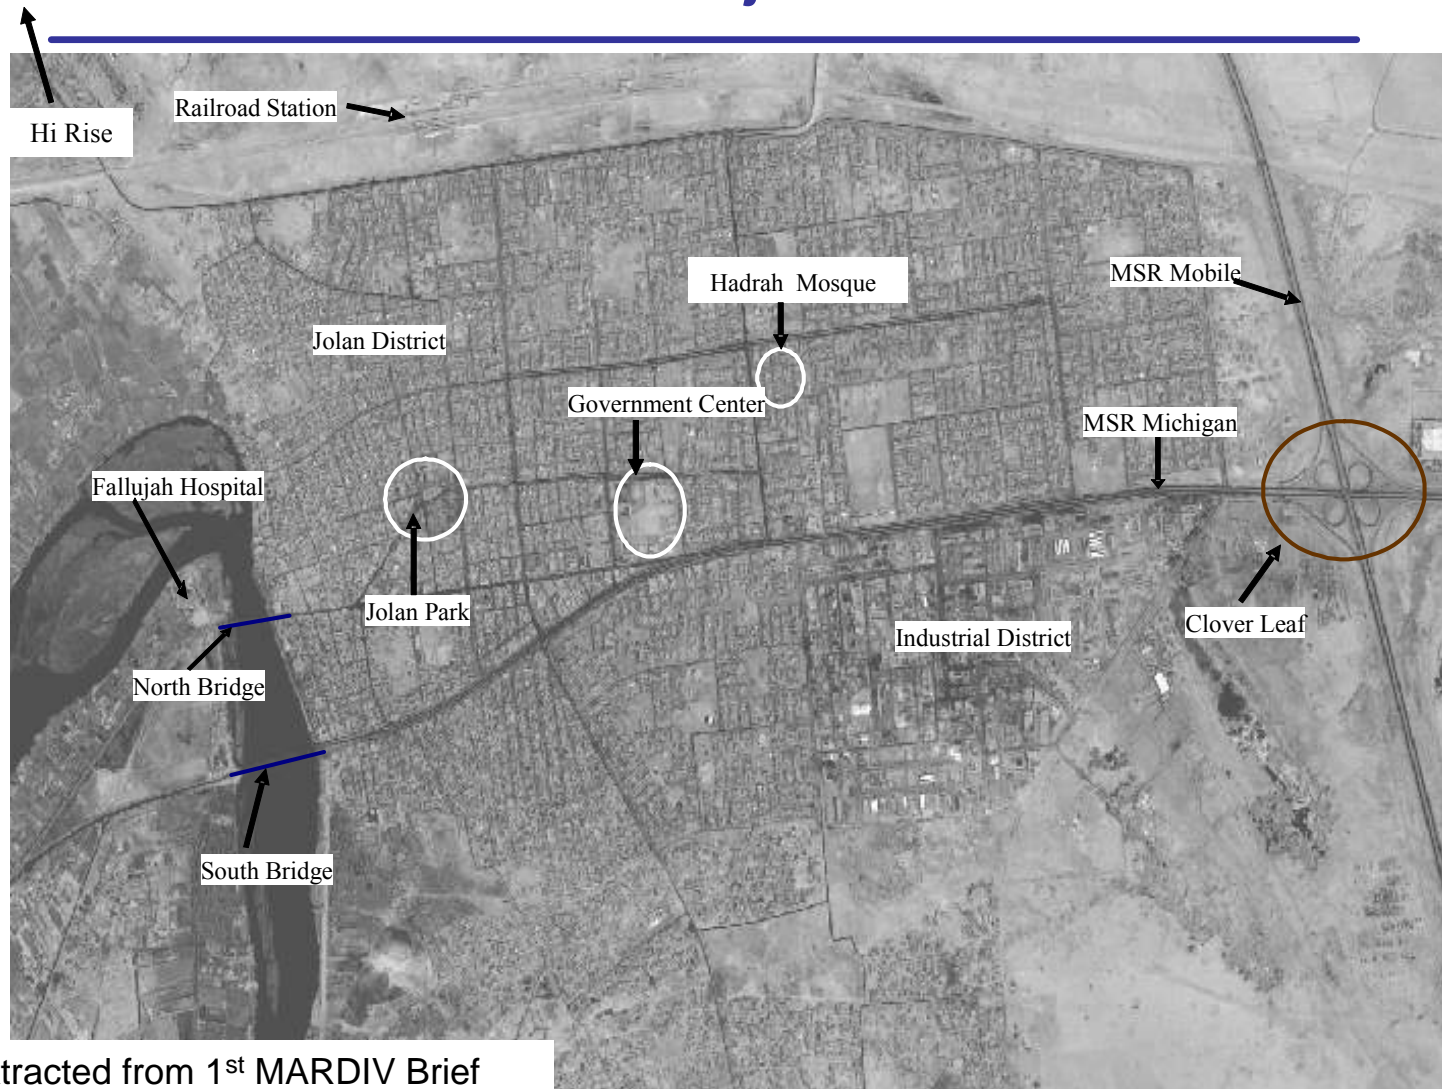 Hi Rise
Railroad Station
Hadrah Mosque
MSR Mobile
Jolan District
Government Center
MSR Michigan
Fallujah Hospital
Jolan Park
Clover Leaf
Industrial District
North Bridge
South Bridge
tracted from 1st MARDIV Brief